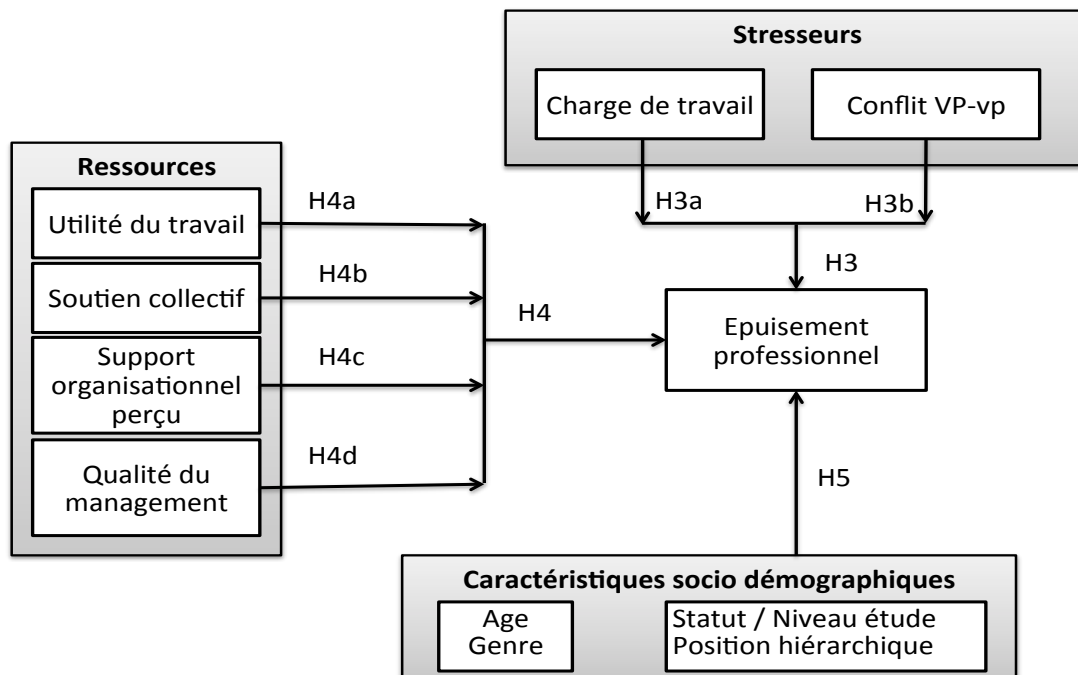 Stresseurs
Charge de travail
Conflit VP-vp
Ressources
Utilité du travail
Soutien collectif
Support
organisationnel
perçu
Qualité du
management
H4a
H4b
H4c
H4d
H4
H3a
H3b
H3
Epuisement
professionnel
H5
Caractéristiques socio démographiques
Age
Genre
Statut / Niveau étude
Position hiérarchique